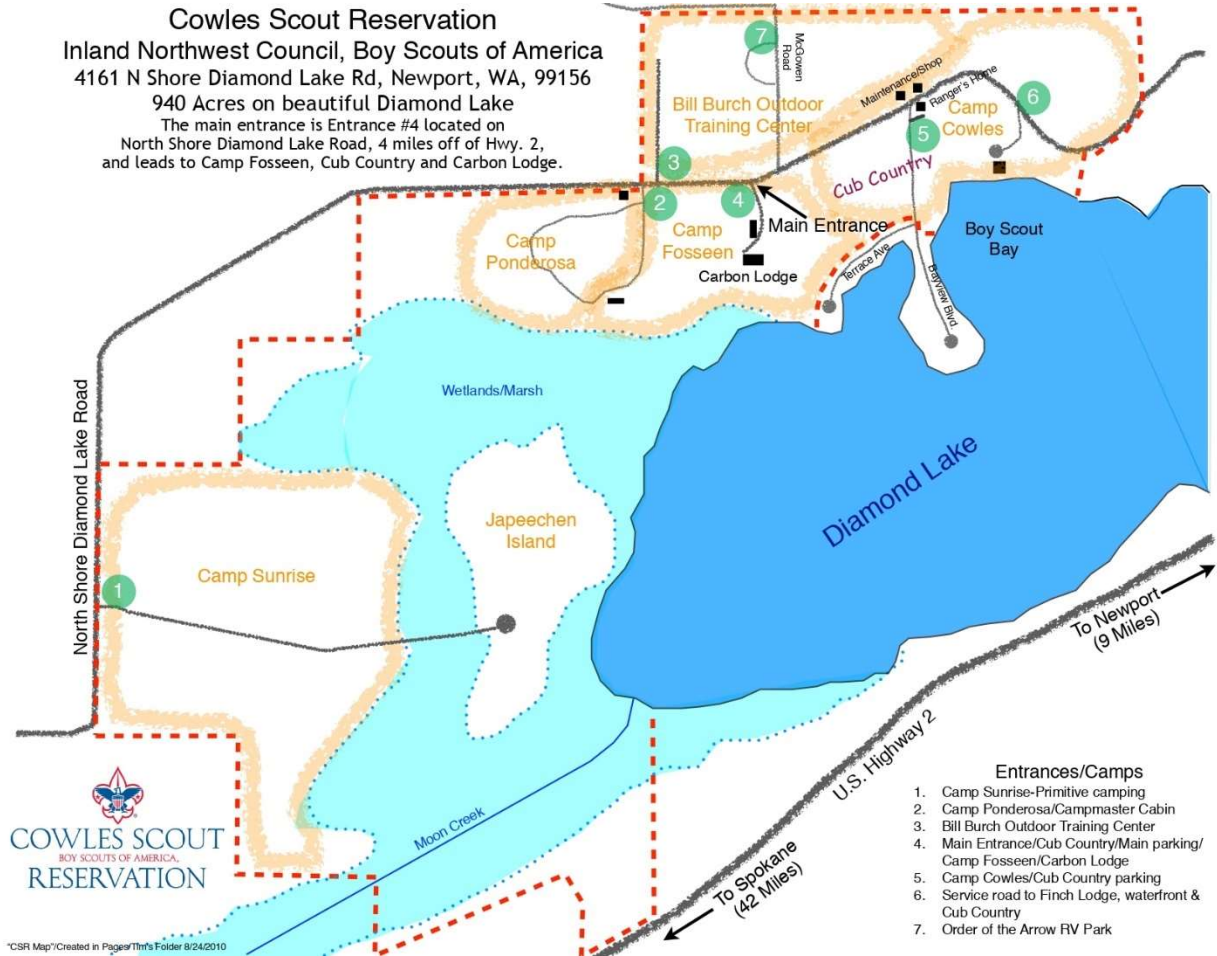 Cowles Scout Reservation
Inland Northwest Council, Boy Scouts of America
4161 N Shore Diamond Lake Rd, Newport, WA, 99156
940 Acres on beautiful Diamond Lake
The main entrance is Entrance #4 located on
North Shore Diamond Lake Road, 4 miles off of Hwy. 2,
and leads to Camp Fosseen, Cub Country and Carbon Lodge.
7
McGowen
Road
Bill Burch Outdoor
Training Center
Maintenance/Shop
Ranger's Home
6
Camp
Cowles
5
Cub Country
3
2
4
Main Entrance
Camp
Ponderosa
Camp
Fosseen
Carbon Lodge
Terrace Ave
Bayview Blvd.
Boy Scout
Bay
Wetlands/Marsh
North Shore Diamond Lake Road
Diamond Lake
Japeechen
Island
Camp Sunrise
1
To Newport
(9 Miles)
U.S. Highway 2
Moon Creek
To Spokane
(42 Miles)
COWLES SCOUT
BOY SCOUTS OF AMERICA,
RESERVATION
Entrances/Camps
1. Camp Sunrise-Primitive camping
2. Camp Ponderosa/Campmaster Cabin
3. Bill Burch Outdoor Training Center
4. Main Entrance/Cub Country/Main parking/
Camp Fosseen/Carbon Lodge
5. Camp Cowles/Cub Country parking
6. Service road to Finch Lodge, waterfront &
Cub Country
7. Order of the Arrow RV Park
"CSR Map"/Created in Pages/Tim's Folder 8/24/2010